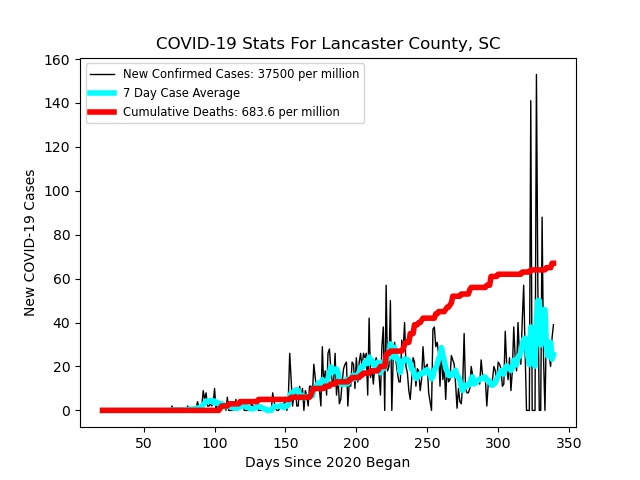 COVID-19 Stats For Lancaster County, SC
New Confirmed Cases: 37500 per million
7 Day Case Average
Cumulative Deaths: 683.6 per million
New COVID-19 Cases
160
140
120
100
80
60
40
20
0
50
100
150
200
250
300
350
Days Since 2020 Began